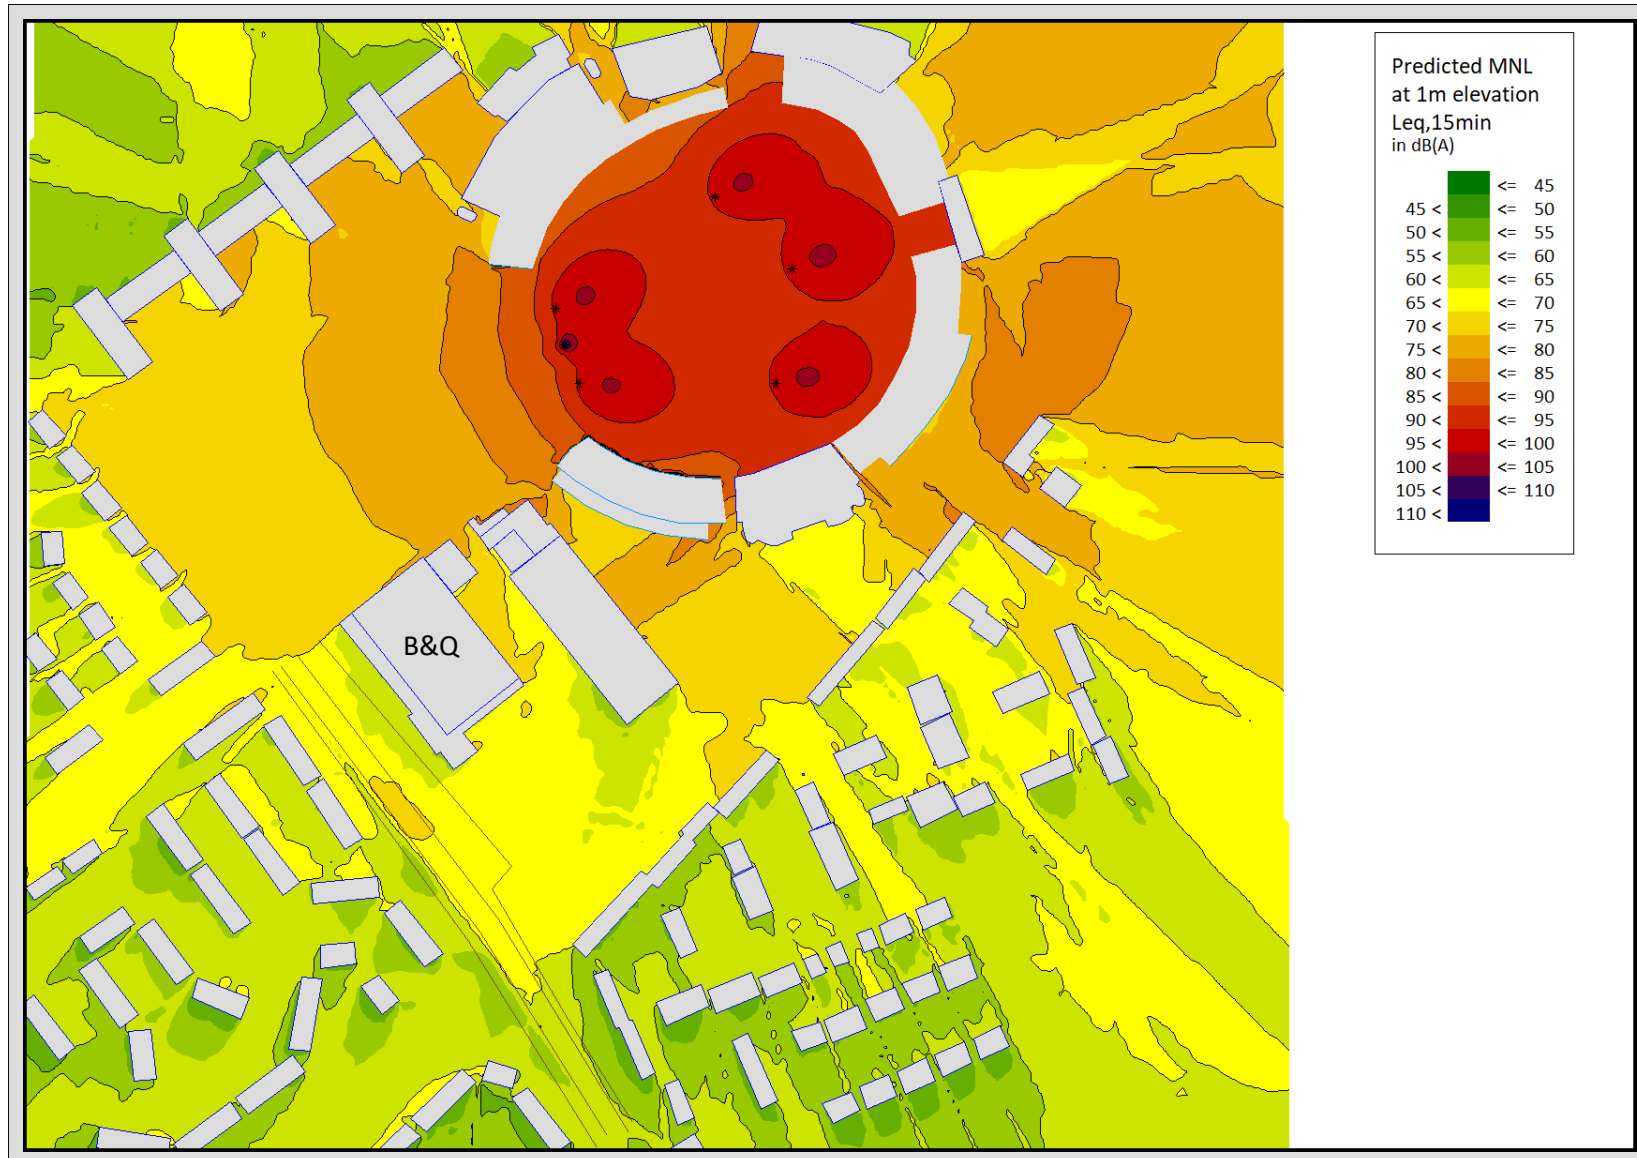 Predicted MNL
at 1m elevation
Leq,15min
in dB(A)
<= 45
45 < <= 50
50 < <= 55
55 < <= 60
60 < <= 65
65 < <= 70
70 < <= 75
75 < <= 80
80 < <= 85
85 < <= 90
90 < <= 95
95 < <= 100
100 < <= 105
105 < <= 110
110 <
B&Q